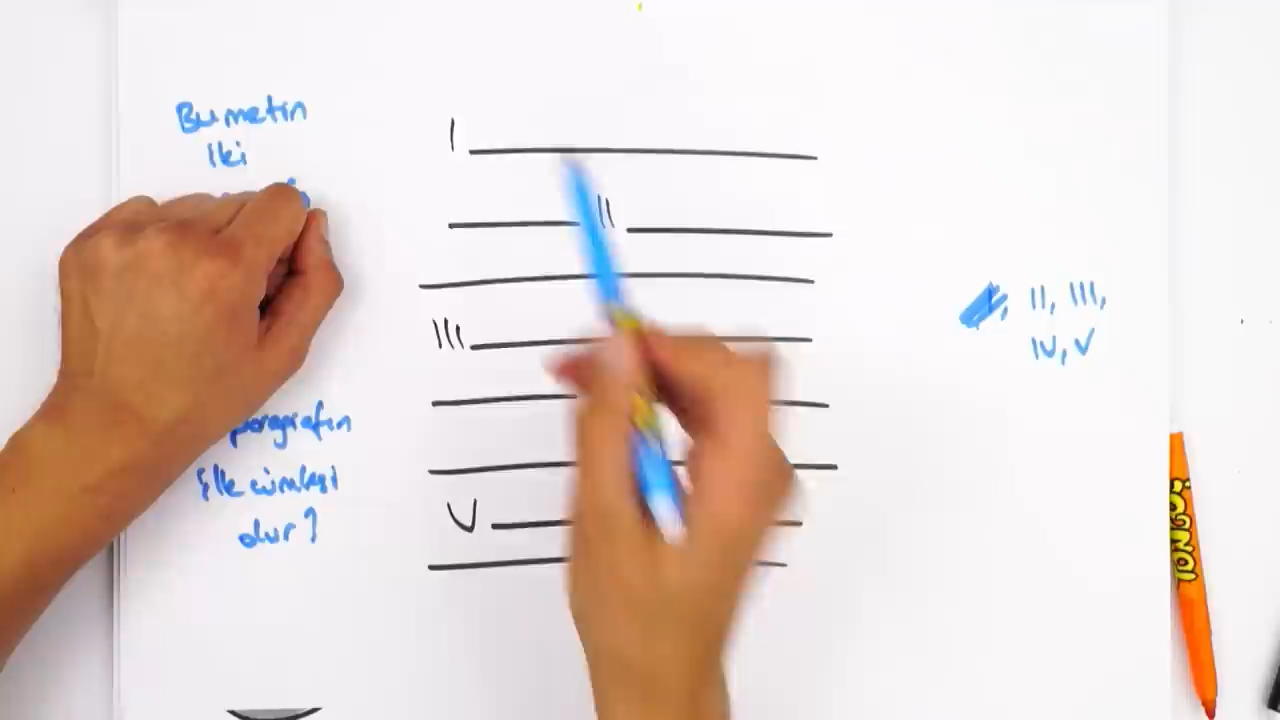 Bu metin
Iki
paragrafın
ilk cümlesi
dur?
I
II
III
V
I, II, III,
IV, V